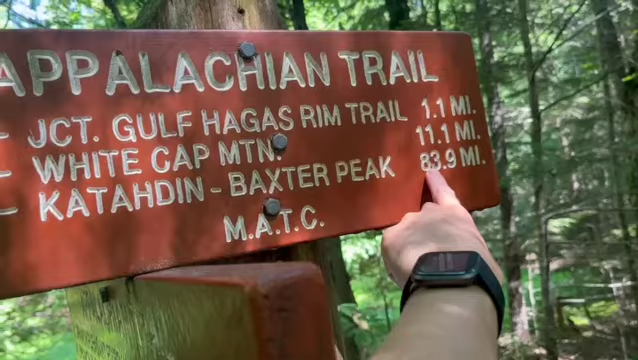 APPALACHIAN TRAIL
JCT. GULF HAGAS RIM TRAIL 1.1 MI.
WHITE CAP MTN. 11.1 MI.
KATAHDIN - BAXTER PEAK 83.9 MI.
M.A.T.C.